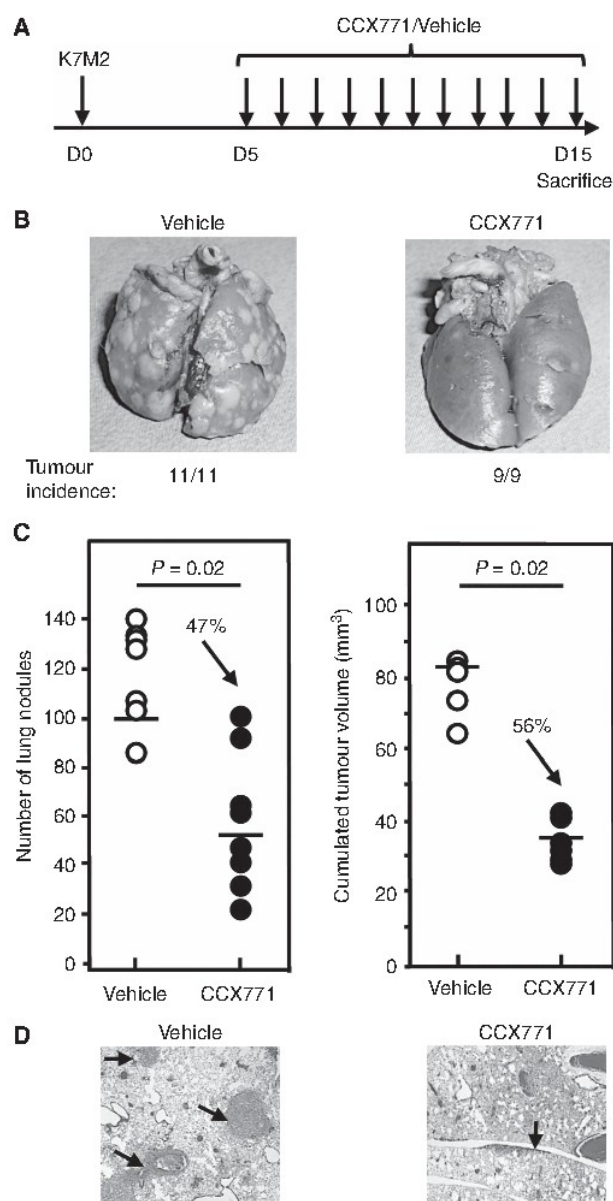 A
CCX771/Vehicle
K7M2
D0 D5 D15
Sacrifice
B
Vehicle CCX771
Tumour
incidence: 11/11 9/9
C
P = 0.02
47%
Number of lung nodules
140
120
100
80
60
40
20
0
Vehicle CCX771
P = 0.02
56%
Cumulated tumour volume (mm³)
100
80
60
40
20
0
Vehicle CCX771
D
Vehicle CCX771